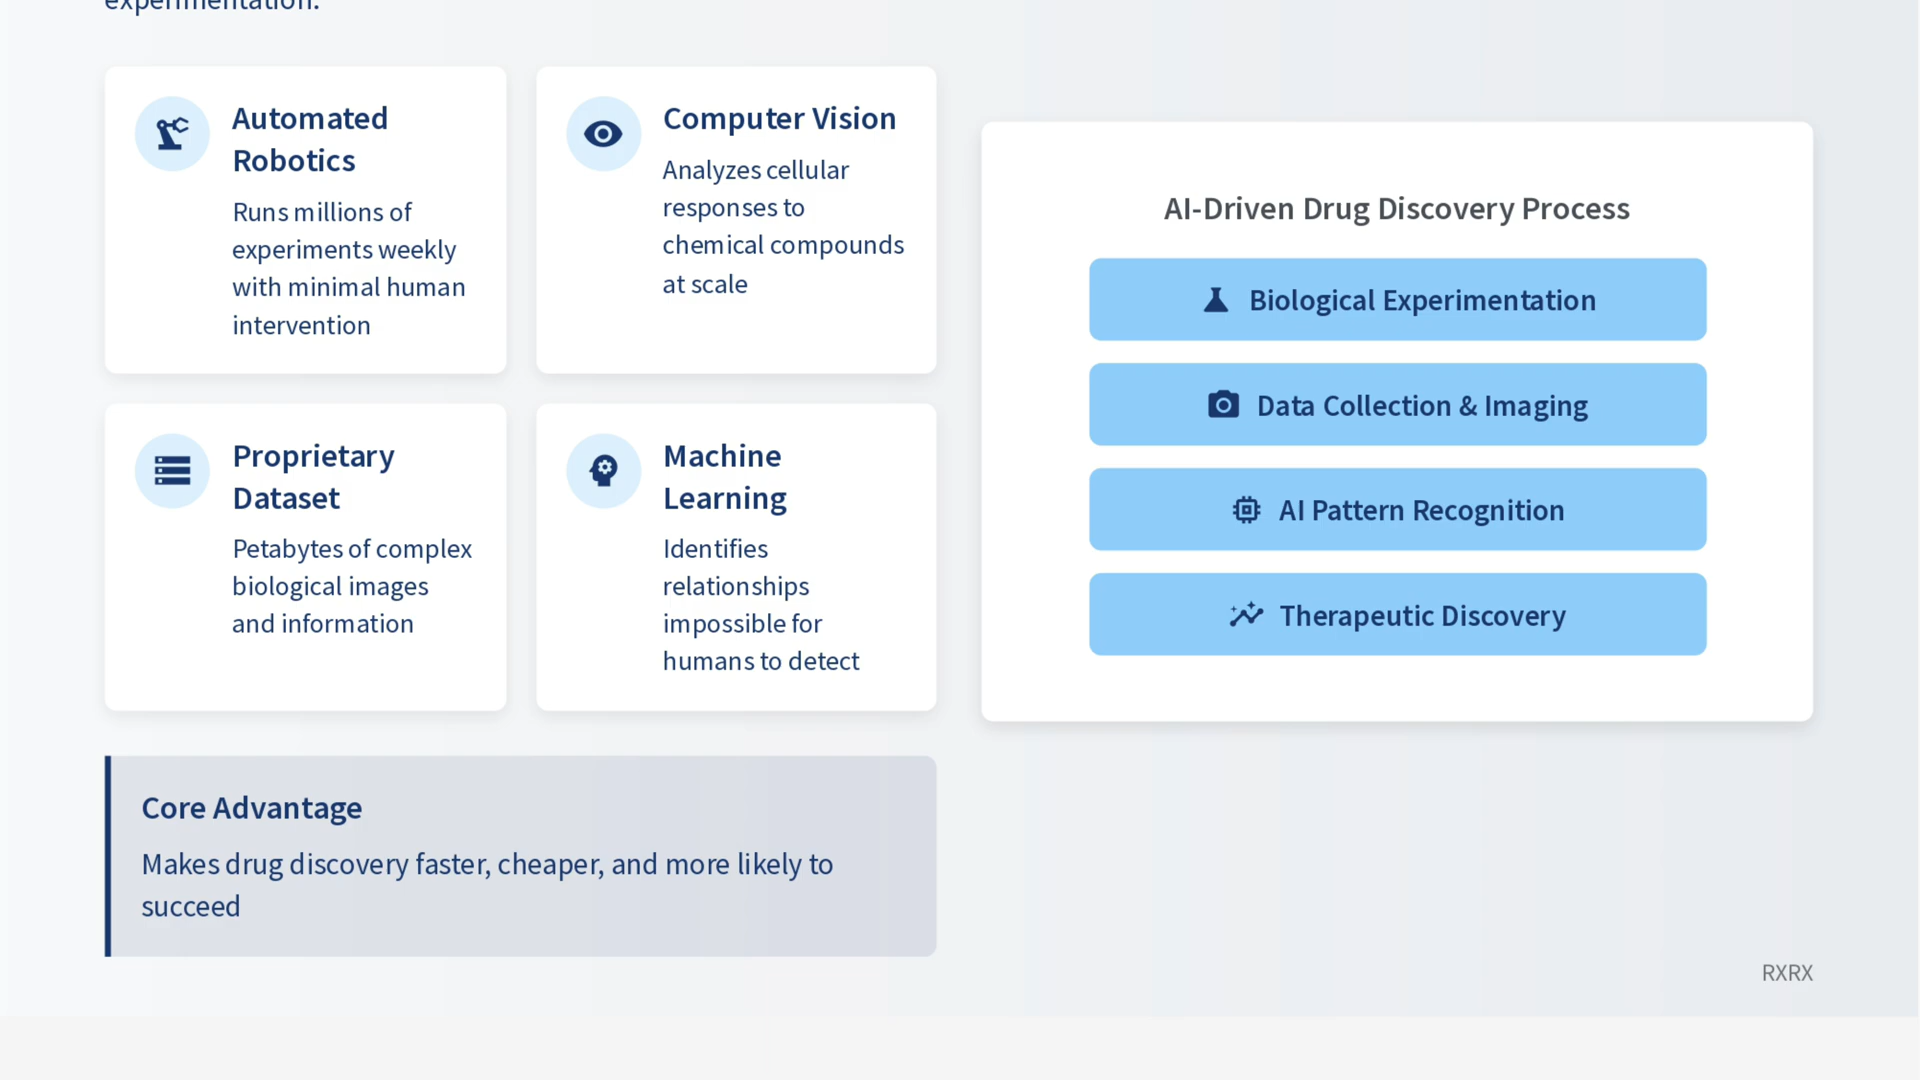 experimentation.
Automated
Robotics
Runs millions of
experiments weekly
with minimal human
intervention
Computer Vision
Analyzes cellular
responses to
chemical compounds
at scale
Proprietary
Dataset
Petabytes of complex
biological images
and information
Machine
Learning
Identifies
relationships
impossible for
humans to detect
Core Advantage
Makes drug discovery faster, cheaper, and more likely to
succeed
AI-Driven Drug Discovery Process
Biological Experimentation
Data Collection & Imaging
AI Pattern Recognition
Therapeutic Discovery
RXRX